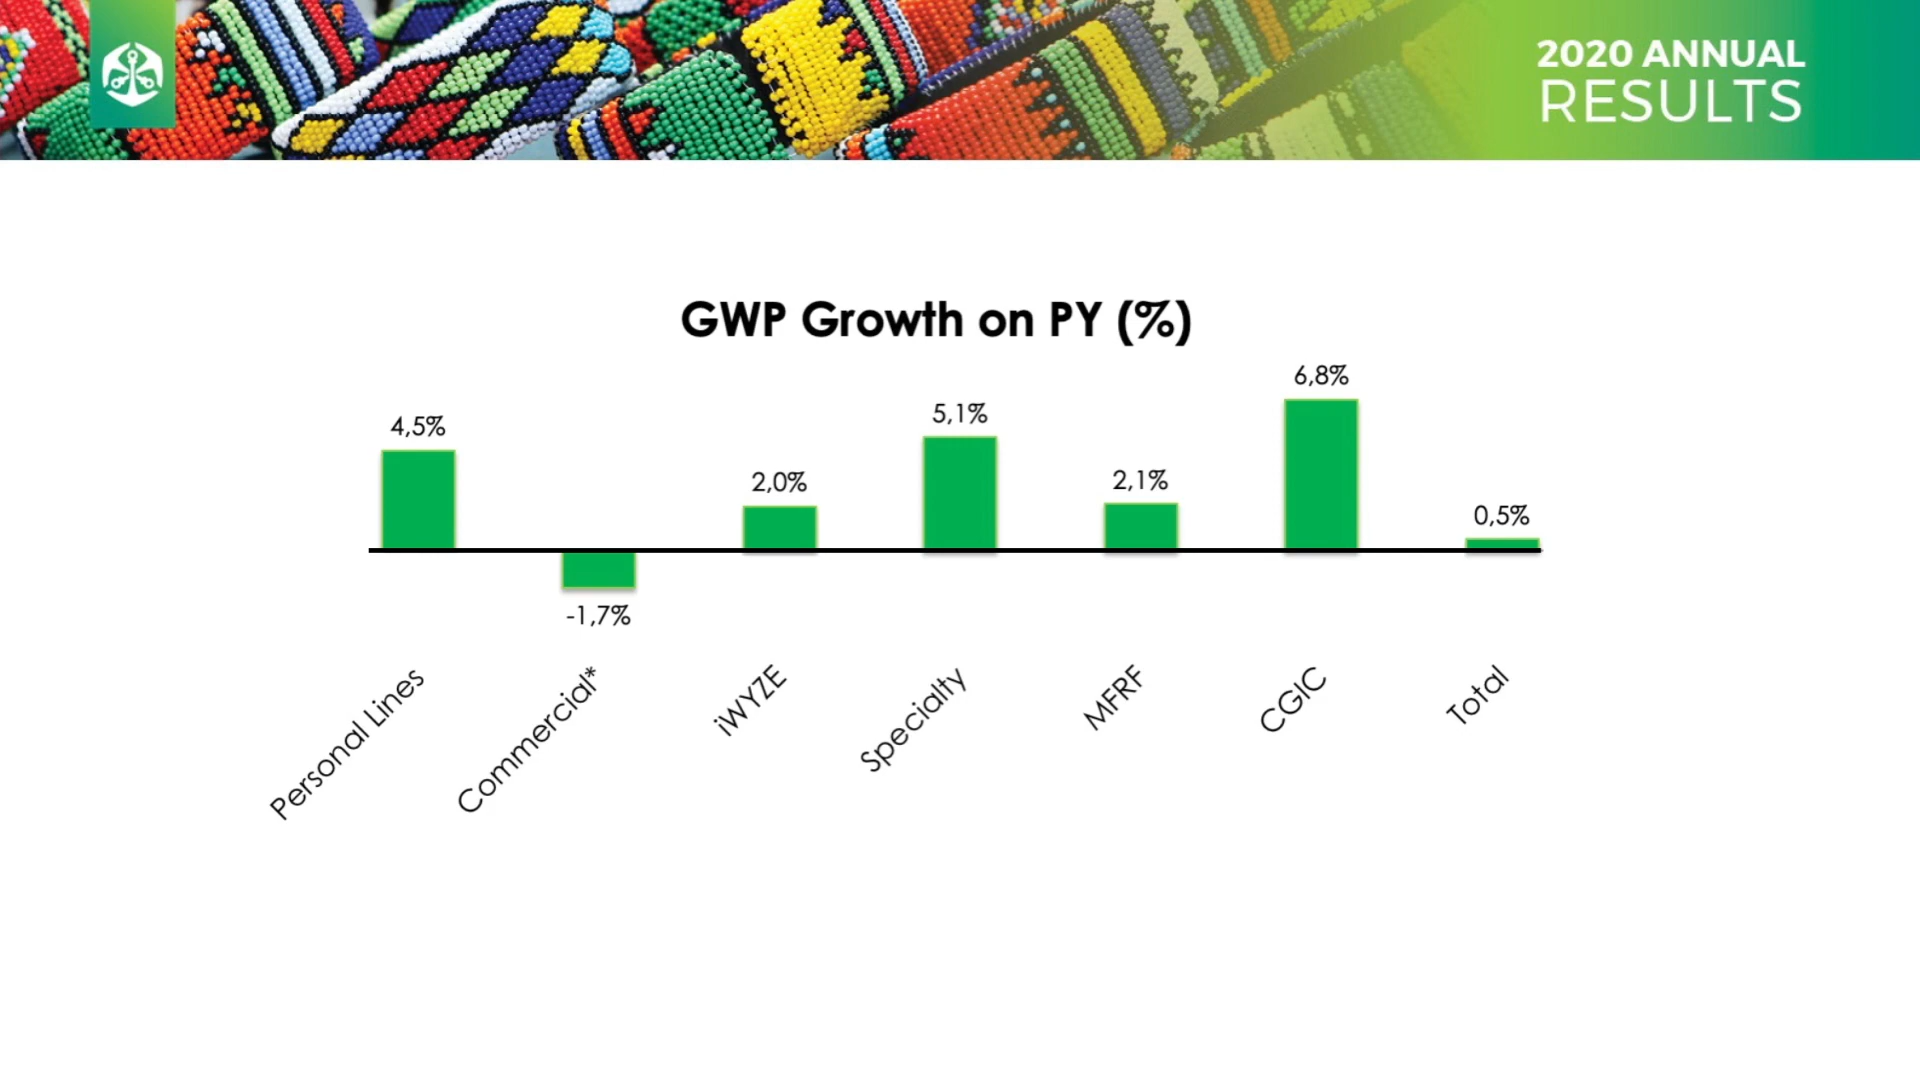 2020 ANNUAL
RESULTS
GWP Growth on PY (%)
4,5%
-1,7%
2,0%
5,1%
2,1%
6,8%
0,5%
Personal Lines
Commercial*
iWYZE
Specialty
MFRF
CGIC
Total